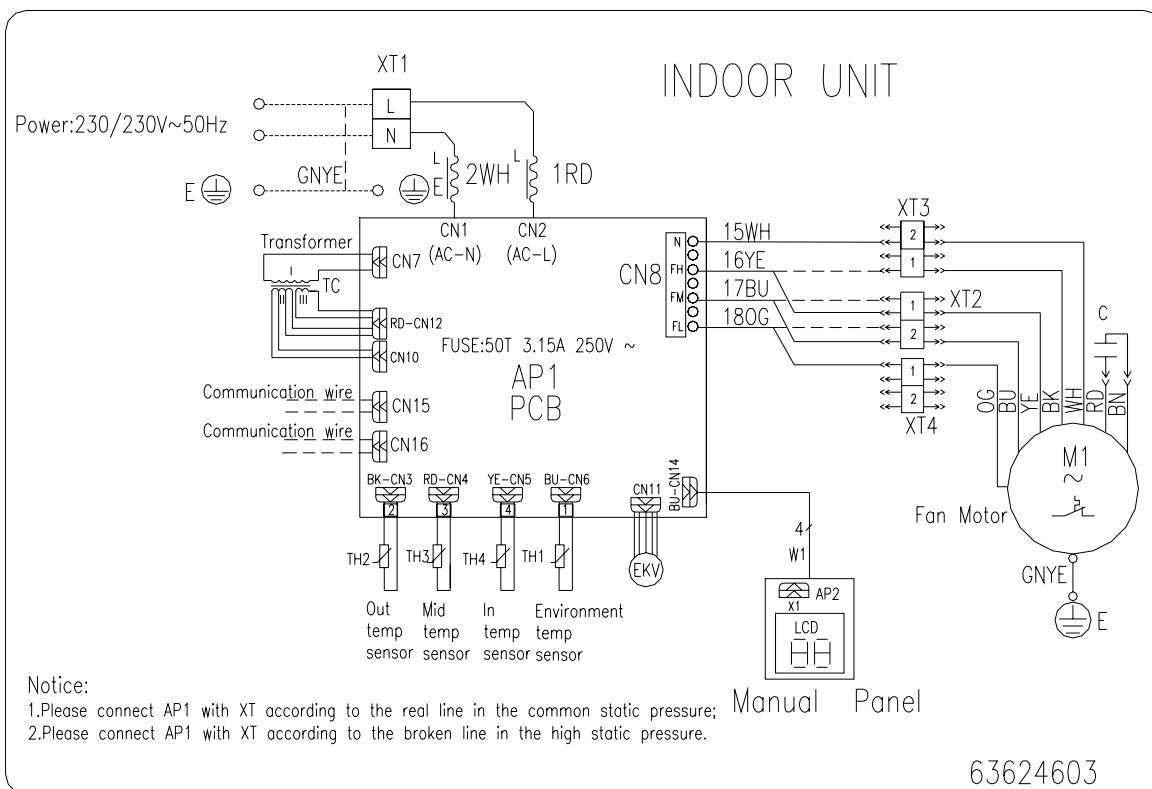 INDOOR UNIT
XT1
L
N
Power:230/230V~50Hz
GNYE
E
L
E
2WH
L
1RD
CN1
(AC-N)
CN2
(AC-L)
Transformer
I
II
III
TC
CN7
RD-CN12
CN10
FUSE:50T 3.15A 250V ~
AP1
PCB
Communication wire
CN15
Communication wire
CN16
CN8
N
FH
FM
FL
15WH
16YE
17BU
18OG
XT3
2
1
1
XT2
2
1
2
XT4
C
OG
BU
YE
BK
WH
RD
BN
M1
~
Fan Motor
GNYE
E
BK-CN3
RD-CN4
YE-CN5
BU-CN6
2
3
4
1
CN11
BU-CN14
TH2
TH3
TH4
TH1
EKV
4
W1
Out
temp
sensor
Mid
temp
sensor
In
temp
sensor
Environment
temp
sensor
AP2
X1
LCD
88
Manual Panel
Notice:
1.Please connect AP1 with XT according to the real line in the common static pressure;
2.Please connect AP1 with XT according to the broken line in the high static pressure.
63624603